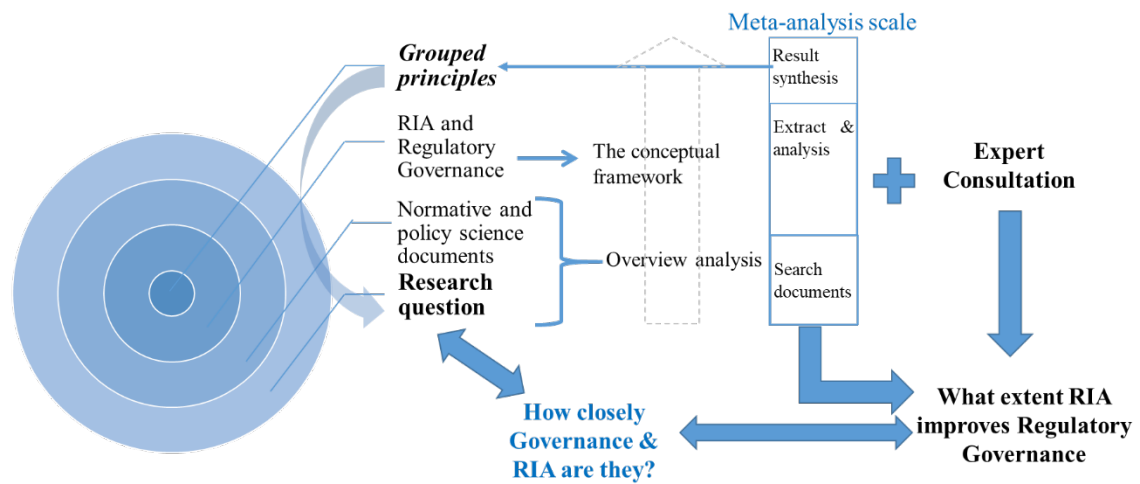 Meta-analysis scale
Grouped
principles
RIA and
Regulatory
Governance
Normative and
policy science
documents
Research
question
The conceptual
framework
Overview analysis
Result
synthesis
Extract &
analysis
Search
documents
Expert
Consultation
How closely
Governance &
RIA are they?
What extent RIA
improves Regulatory
Governance